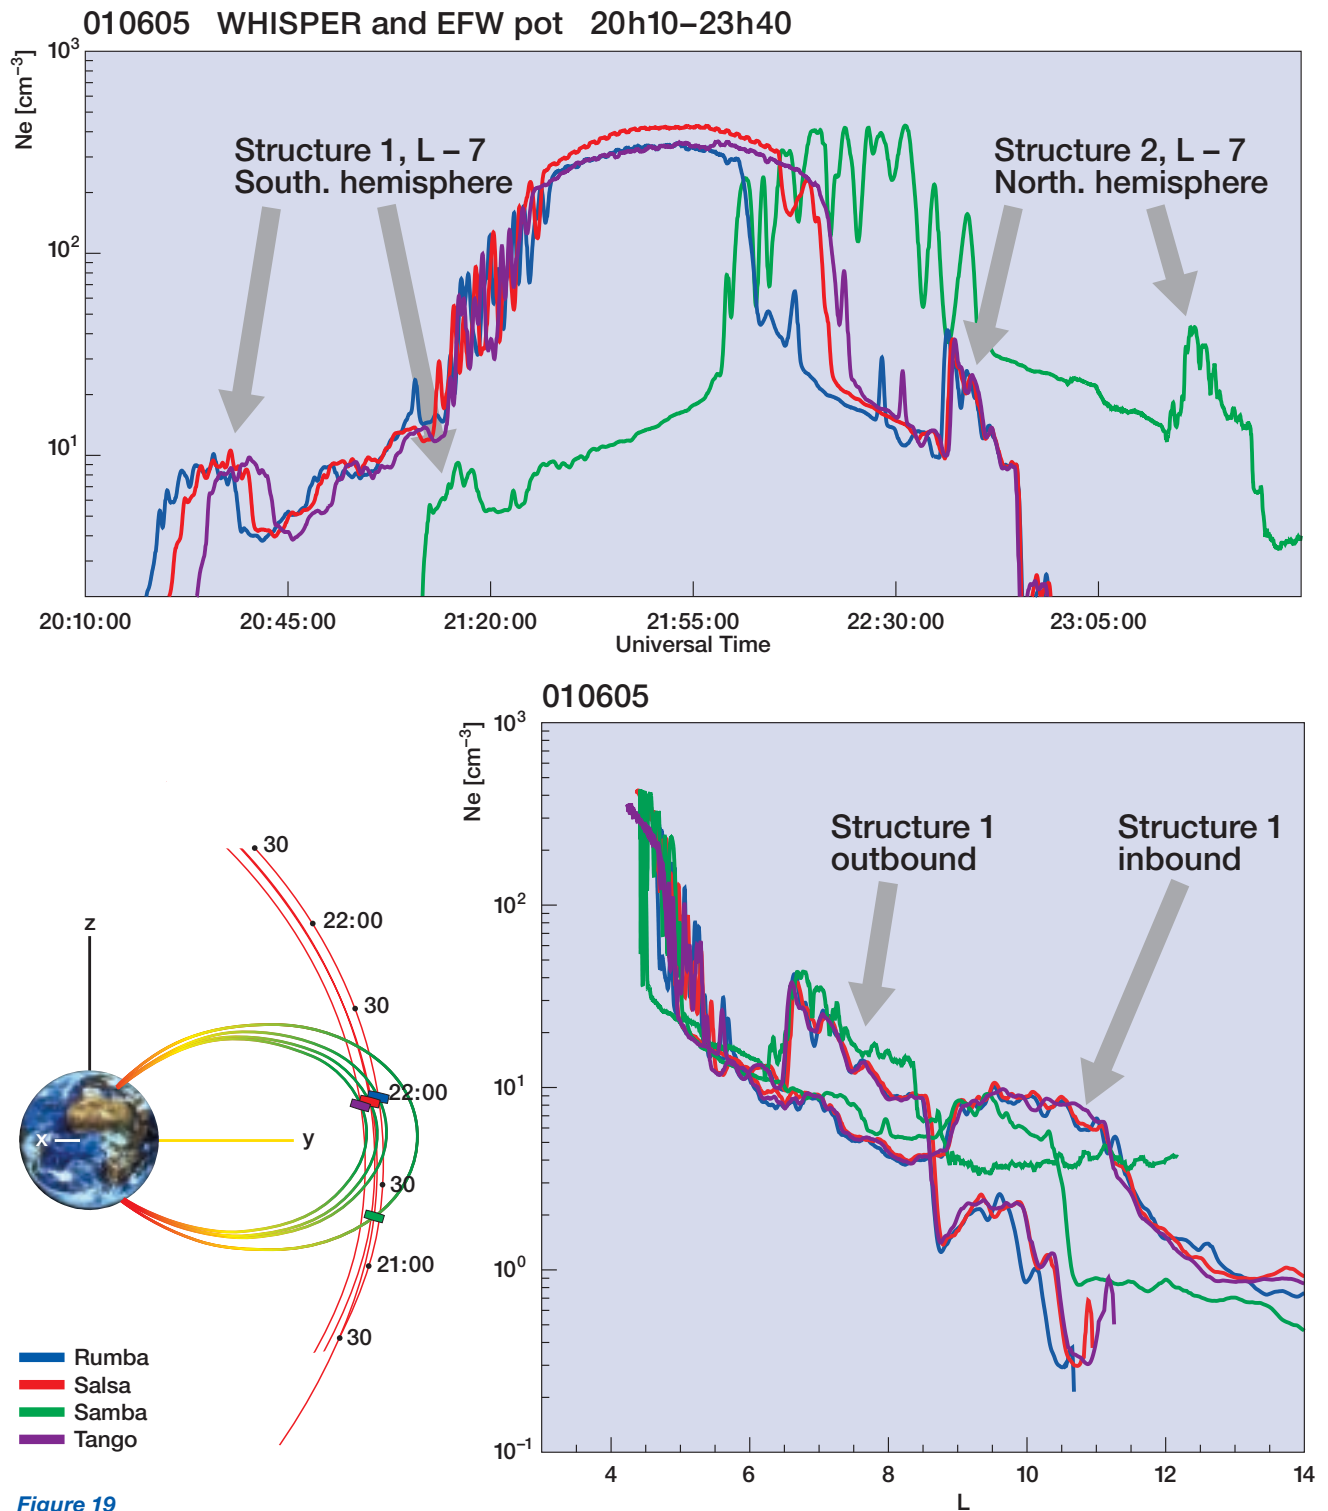 010605 WHISPER and EFW pot 20h10–23h40
Ne [cm⁻³]
10³
10²
10¹
Structure 1, L – 7
South. hemisphere
Structure 2, L – 7
North. hemisphere
20:10:00 20:45:00 21:20:00 21:55:00 22:30:00 23:05:00
Universal Time
010605
Ne [cm⁻³]
10³
10²
10¹
10⁰
10⁻¹
Structure 1
outbound
Structure 1
inbound
4 6 8 10 12 14
L
30
22:00
30
22:00
30
21:00
30
z
x
y
Rumba
Salsa
Samba
Tango
Figure 19